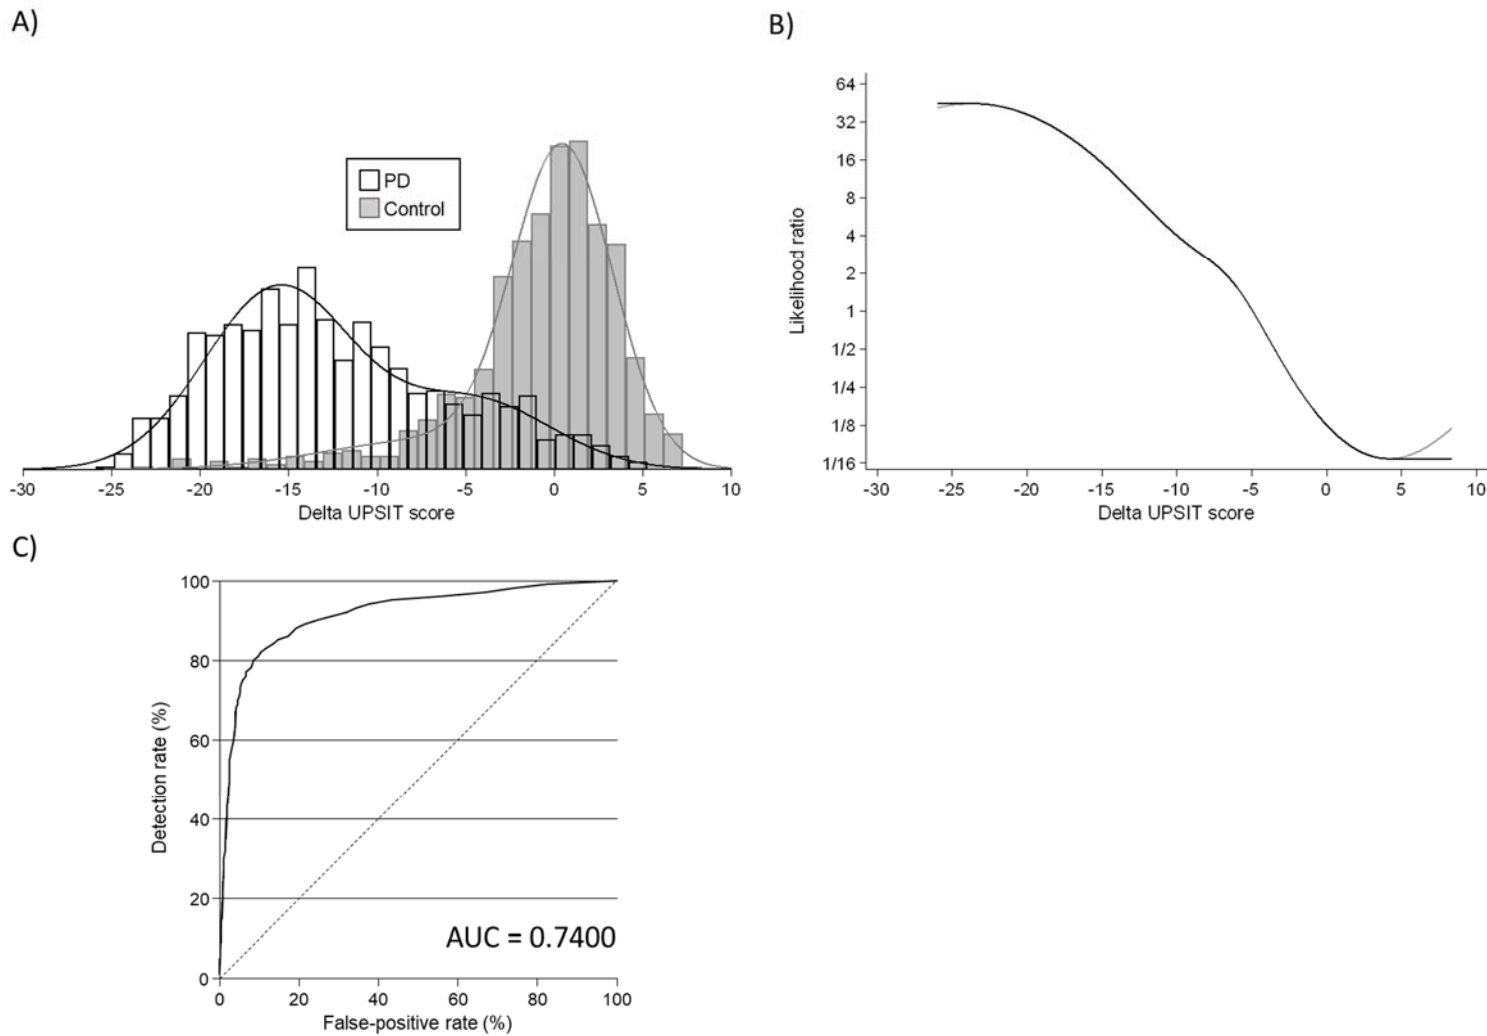 A)
PD
Control
-30 -25 -20 -15 -10 -5 0 5 10
Delta UPSIT score
B)
64
32
16
8
4
2
1
1/2
1/4
1/8
1/16
Likelihood ratio
-30 -25 -20 -15 -10 -5 0 5 10
Delta UPSIT score
C)
100
80
60
40
20
0
Detection rate (%)
AUC = 0.7400
0 20 40 60 80 100
False-positive rate (%)